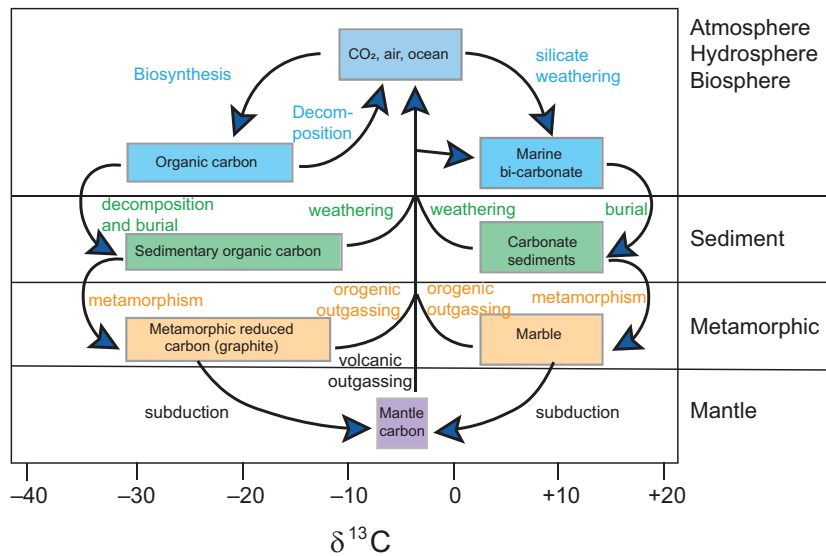 CO₂, air, ocean
Atmosphere
Hydrosphere
Biosphere
Biosynthesis
silicate
weathering
Decom-
position
Organic carbon
Marine
bi-carbonate
decomposition
and burial
weathering
weathering
burial
Sedimentary organic carbon
Carbonate
sediments
Sediment
metamorphism
orogenic
outgassing
orogenic
outgassing
metamorphism
Metamorphic reduced
carbon (graphite)
Marble
Metamorphic
volcanic
outgassing
subduction
Mantle
carbon
subduction
Mantle
–40
–30
–20
–10
0
+10
+20
δ ¹³C